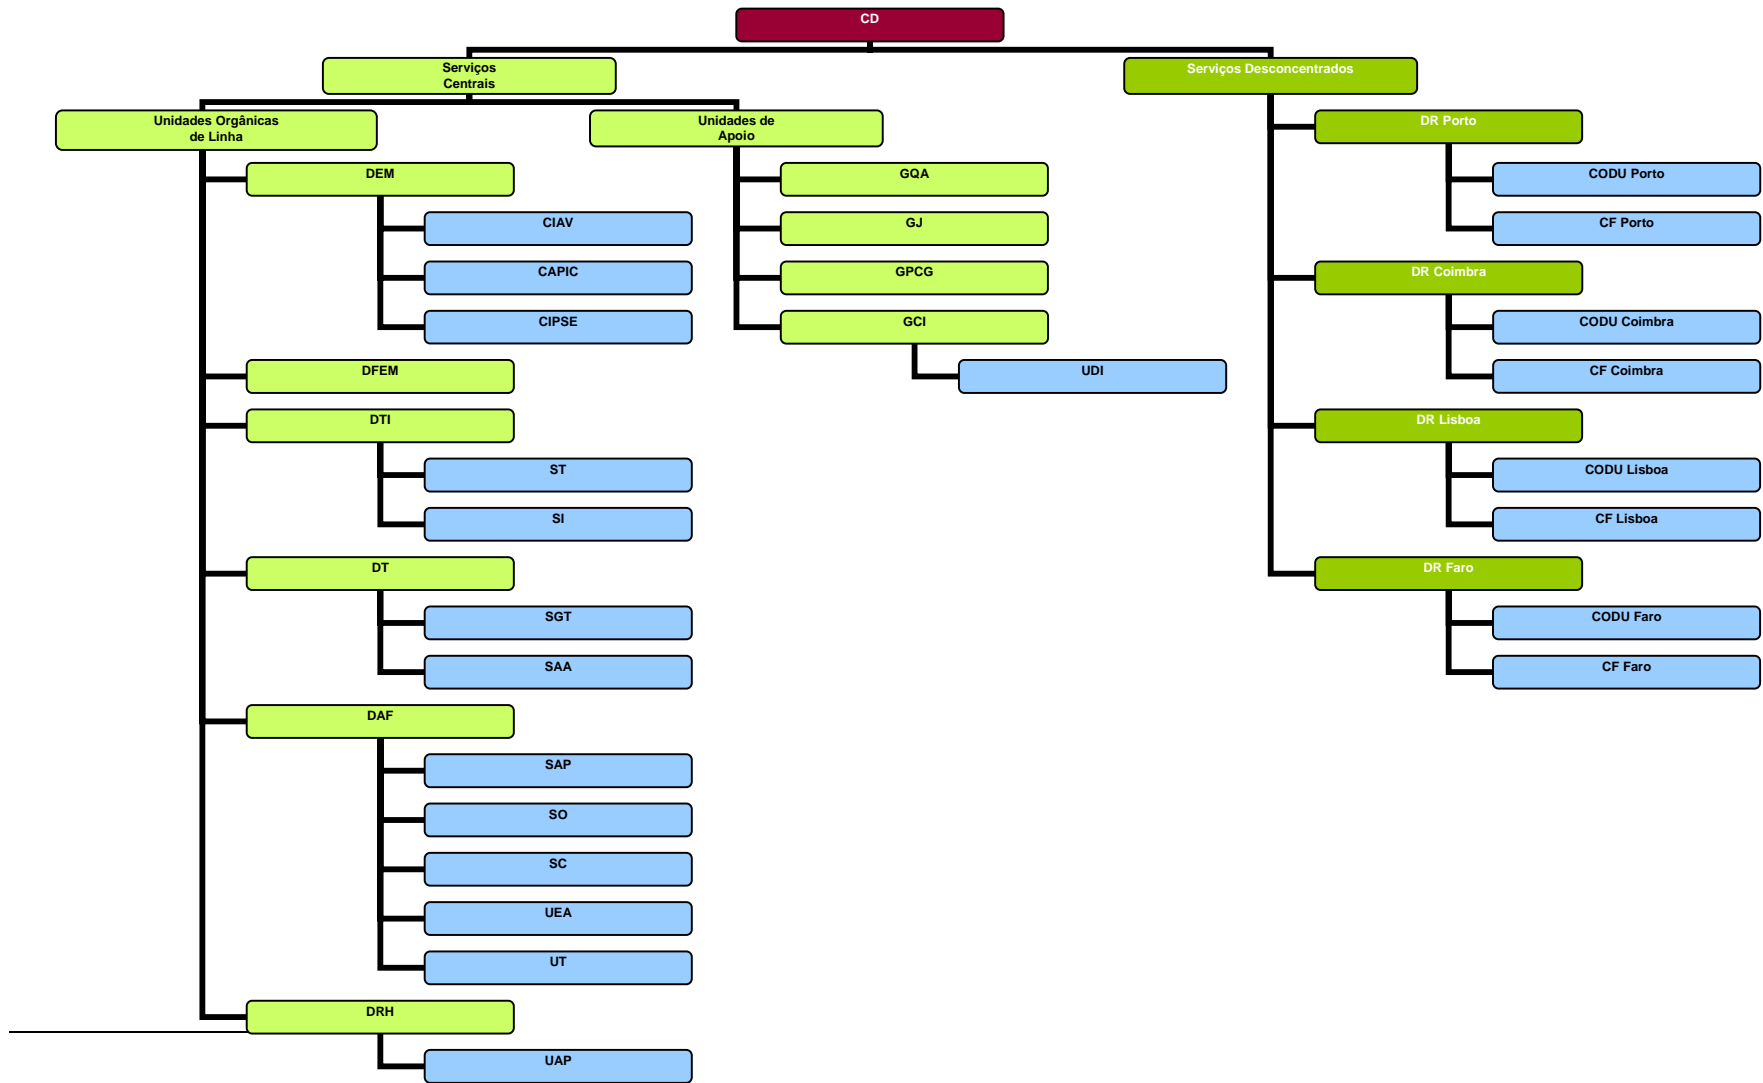 CD
Serviços
Centrais
Serviços Desconcentrados
Unidades Orgânicas
de Linha
Unidades de
Apoio
DR Porto
DEM
GQA
CODU Porto
CIAV
GJ
CF Porto
CAPIC
GPCG
DR Coimbra
CIPSE
GCI
CODU Coimbra
DFEM
UDI
CF Coimbra
DTI
DR Lisboa
ST
CODU Lisboa
SI
CF Lisboa
DT
DR Faro
SGT
CODU Faro
SAA
CF Faro
DAF
SAP
SO
SC
UEA
UT
DRH
UAP